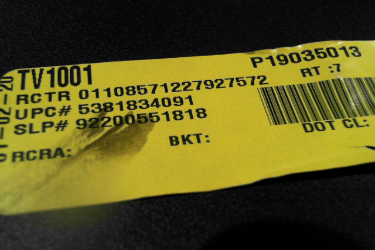 P19035013
TV1001
RT :7
RCTR 01108571227927572
UPC# 5381834091
SLP# 92200551818
DOT CL:
BKT:
RCRA: